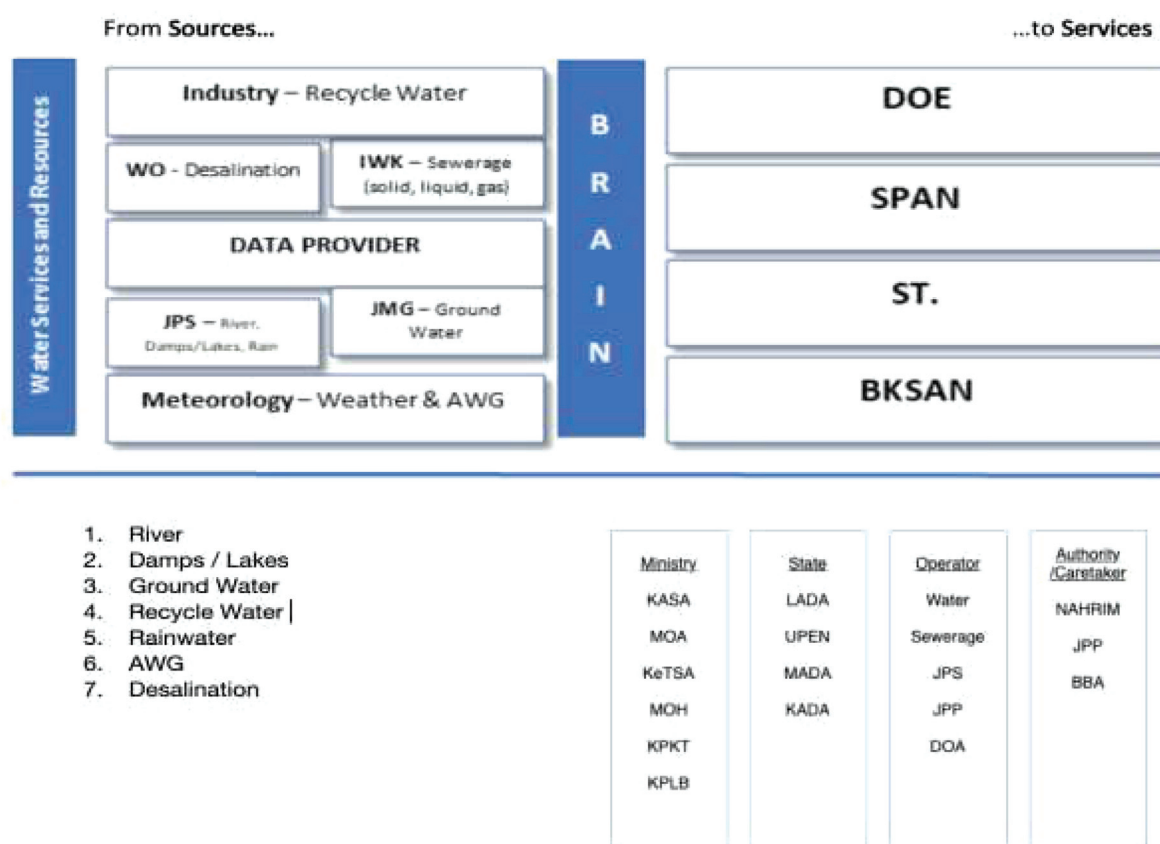 From Sources...
...to Services
Water Services and Resources
Industry – Recycle Water
WO - Desalination
IWK – Sewerage
(solid, liquid, gas)
DATA PROVIDER
JPS – River,
Damps/Lakes, Rain
JMG – Ground
Water
Meteorology – Weather & AWG
B
R
A
I
N
DOE
SPAN
ST.
BKSAN
1. River
2. Damps / Lakes
3. Ground Water
4. Recycle Water
5. Rainwater
6. AWG
7. Desalination
Ministry
KASA
MOA
KeTSA
MOH
KPKT
KPLB
State
LADA
UPEN
MADA
KADA
Operator
Water
Sewerage
JPS
JPP
DOA
Authority
/Caretaker
NAHRIM
JPP
BBA